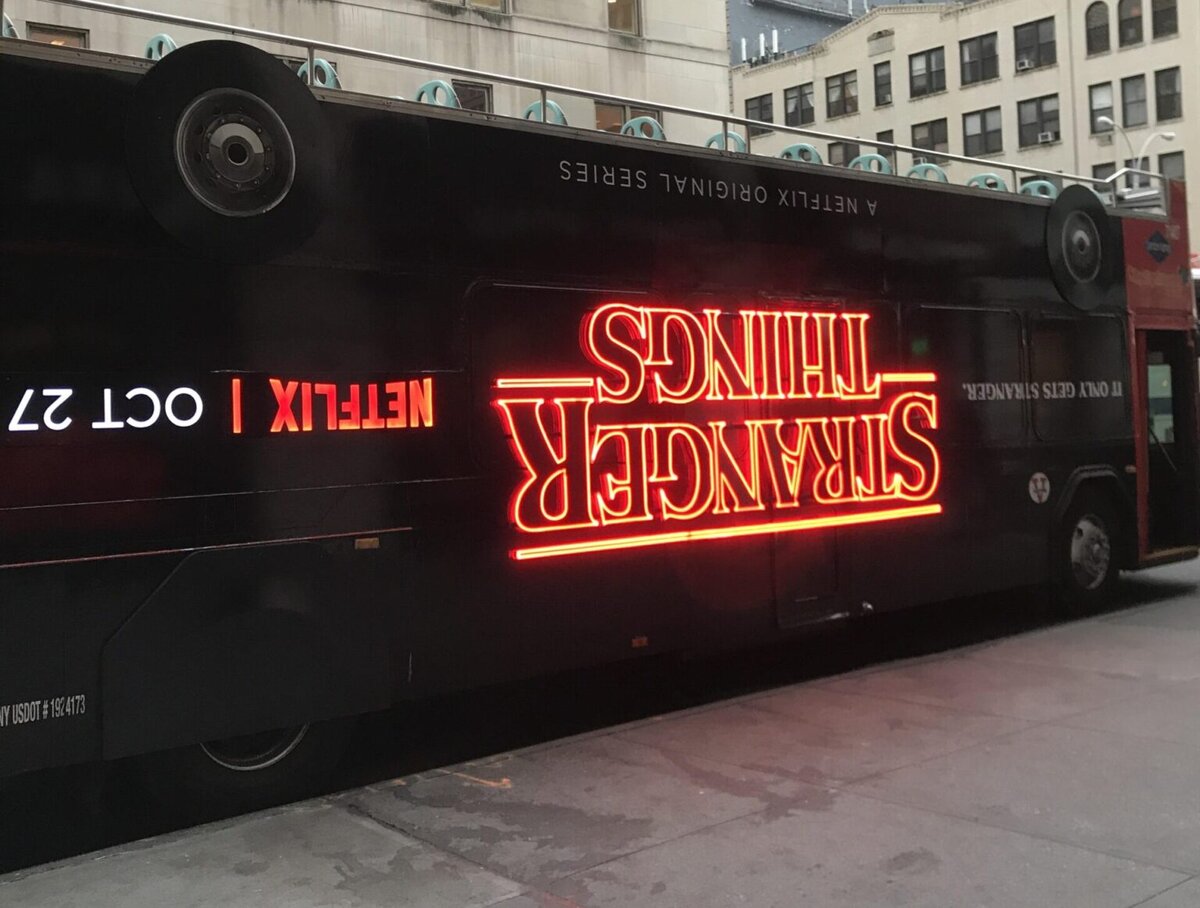 A NETFLIX ORIGINAL SERIES
STRANGER
THINGS
NETFLIX | OCT 27
IT ONLY GETS STRANGER.
NY USDOT # 1924173